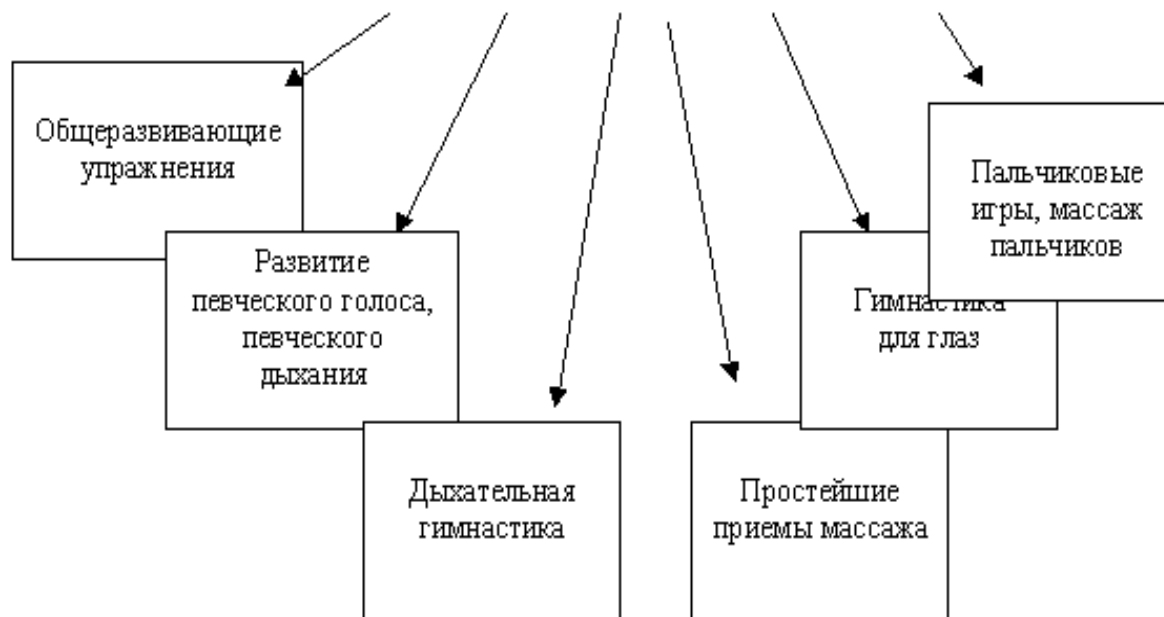 Общеразвивающие
упражнения
Развитие
певческого голоса,
певческого
дыхания
Дыхательная
гимнастика
Простейшие
приемы массажа
Гимнастика
для глаз
Пальчиковые
игры, массаж
пальчиков